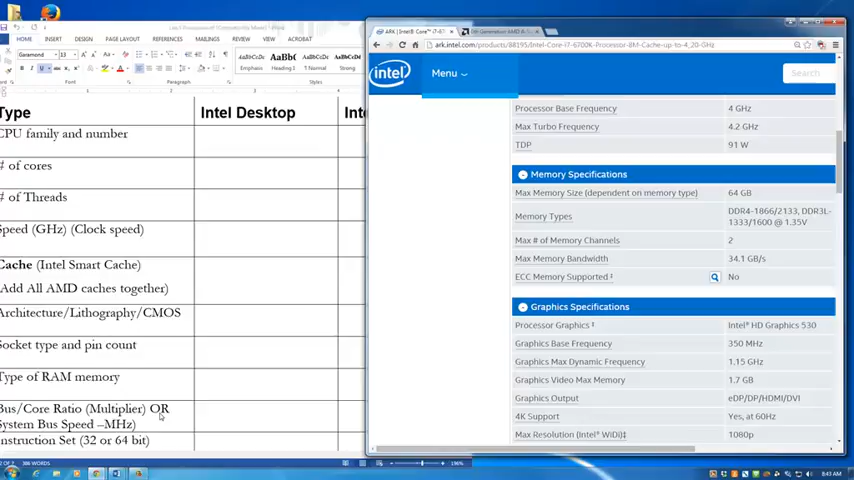 HOME INSERT DESIGN PAGE LAYOUT REFERENCES MAILINGS REVIEW VIEW ACROBAT
Garamond 13
Emphasis Heading 1
Type Intel Desktop
CPU family and number
# of cores
# of Threads
Speed (GHz) (Clock speed)
Cache (Intel Smart Cache)
Add All AMD caches together)
Architecture/Lithography/CMOS
Socket type and pin count
Type of RAM memory
Bus/Core Ratio (Multiplier) OR
System Bus Speed –MHz)
Instruction Set (32 or 64 bit)
386 WORDS
196%
ARK | Intel® Core™ i7-67
ark.intel.com/products/88195/Intel-Core-i7-6700K-Processor-8M-Cache-up-to-4_20-GHz
intel Menu Search
Processor Base Frequency 4 GHz
Max Turbo Frequency 4.2 GHz
TDP 91 W
Memory Specifications
Max Memory Size (dependent on memory type) 64 GB
Memory Types DDR4-1866/2133, DDR3L-
1333/1600 @ 1.35V
Max # of Memory Channels 2
Max Memory Bandwidth 34.1 GB/s
ECC Memory Supported ‡ No
Graphics Specifications
Processor Graphics ‡ Intel® HD Graphics 530
Graphics Base Frequency 350 MHz
Graphics Max Dynamic Frequency 1.15 GHz
Graphics Video Max Memory 1.7 GB
Graphics Output eDP/DP/HDMI/DVI
4K Support Yes, at 60Hz
Max Resolution (Intel® WiDi)‡ 1080p
8:43 AM